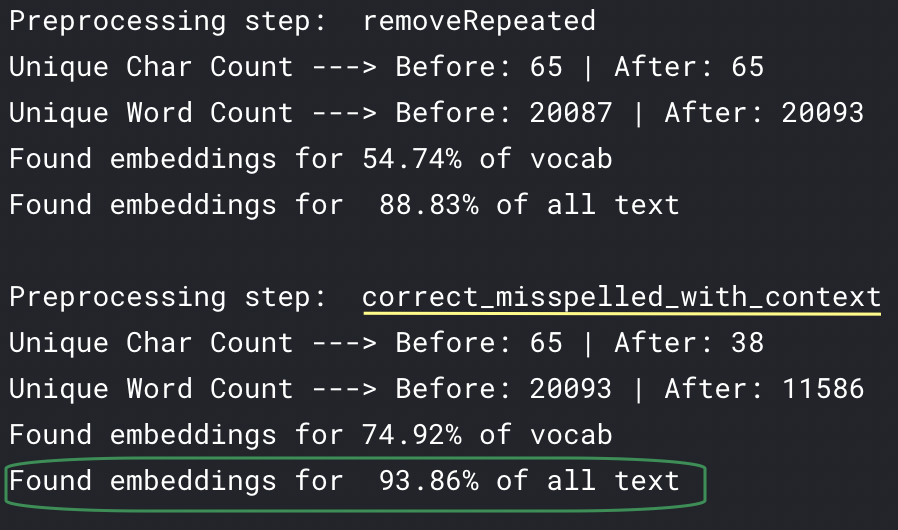 Preprocessing step:  removeRepeated
Unique Char Count ---> Before: 65 | After: 65
Unique Word Count ---> Before: 20087 | After: 20093
Found embeddings for 54.74% of vocab
Found embeddings for  88.83% of all text
Preprocessing step:  correct_misspelled_with_context
Unique Char Count ---> Before: 65 | After: 38
Unique Word Count ---> Before: 20093 | After: 11586
Found embeddings for 74.92% of vocab
Found embeddings for  93.86% of all text